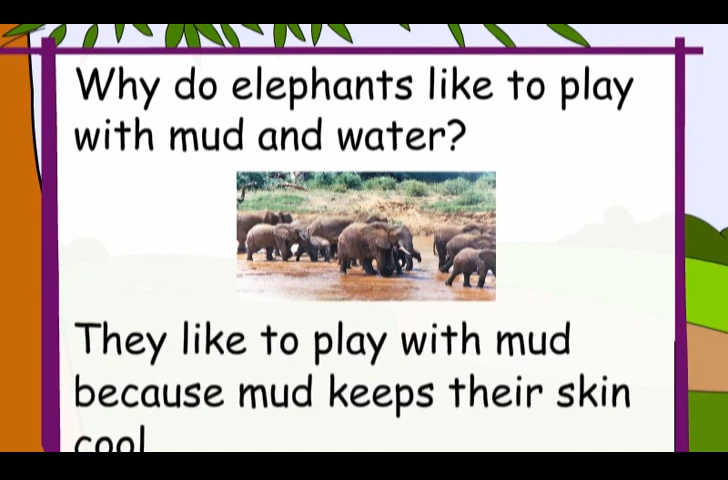 Why do elephants like to play
with mud and water?
They like to play with mud
because mud keeps their skin
cool